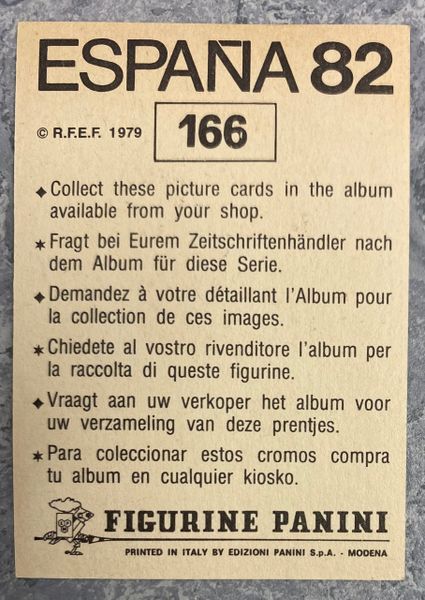 ESPAÑA 82
© R.F.E.F. 1979
166
◆ Collect these picture cards in the album
available from your shop.
✶ Fragt bei Eurem Zeitschriftenhändler nach
dem Album für diese Serie.
◆ Demandez à votre détaillant l'Album pour
la collection de ces images.
✶ Chiedete al vostro rivenditore l'album per
la raccolta di queste figurine.
◆ Vraagt aan uw verkoper het album voor
uw verzameling van deze prentjes.
✶ Para coleccionar estos cromos compra
tu album en cualquier kiosko.
FIGURINE PANINI
PRINTED IN ITALY BY EDIZIONI PANINI S.p.A. - MODENA